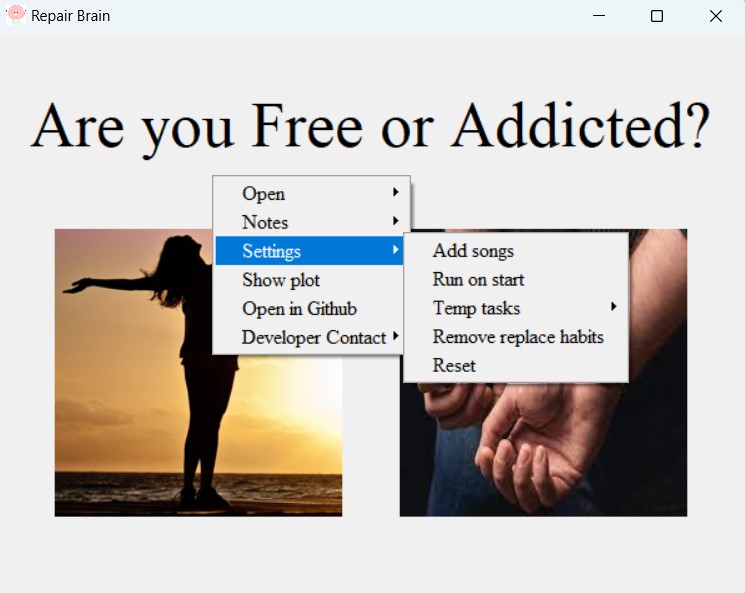 Repair Brain
Are you Free or Addicted?
Open
Notes
Settings
Show plot
Open in Github
Developer Contact
Add songs
Run on start
Temp tasks
Remove replace habits
Reset